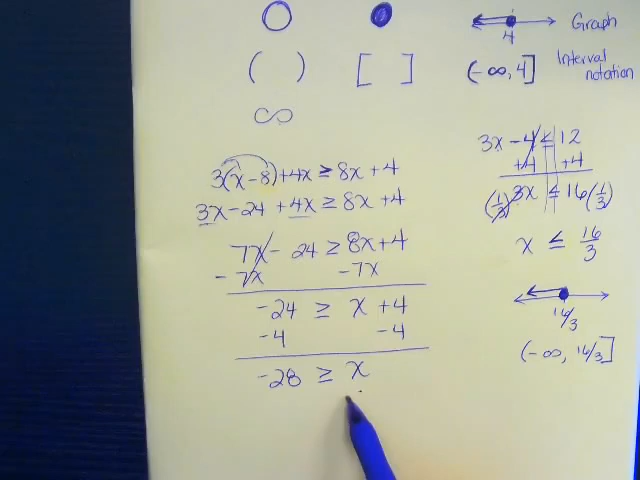 4
Graph
( ) [ ] (-∞, 4] Interval notation
∞
3(x - 8) + 4x ≥ 8x + 4
3x - 24 + 4x ≥ 8x + 4
7x - 24 ≥ 8x + 4
- 7x - 7x
-24 ≥ x + 4
-4 -4
-28 ≥ x
3x - 4 ≤ 12
+4 +4
(1/3) 3x ≤ 16 (1/3)
x ≤ 16/3
16/3
(-∞, 16/3]